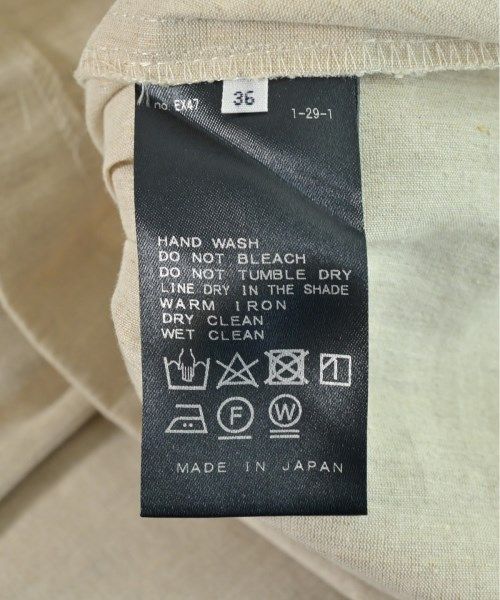 36
no. EX47
1-29-1
HAND WASH
DO NOT BLEACH
DO NOT TUMBLE DRY
LINE DRY IN THE SHADE
WARM IRON
DRY CLEAN
WET CLEAN
F W
MADE IN JAPAN